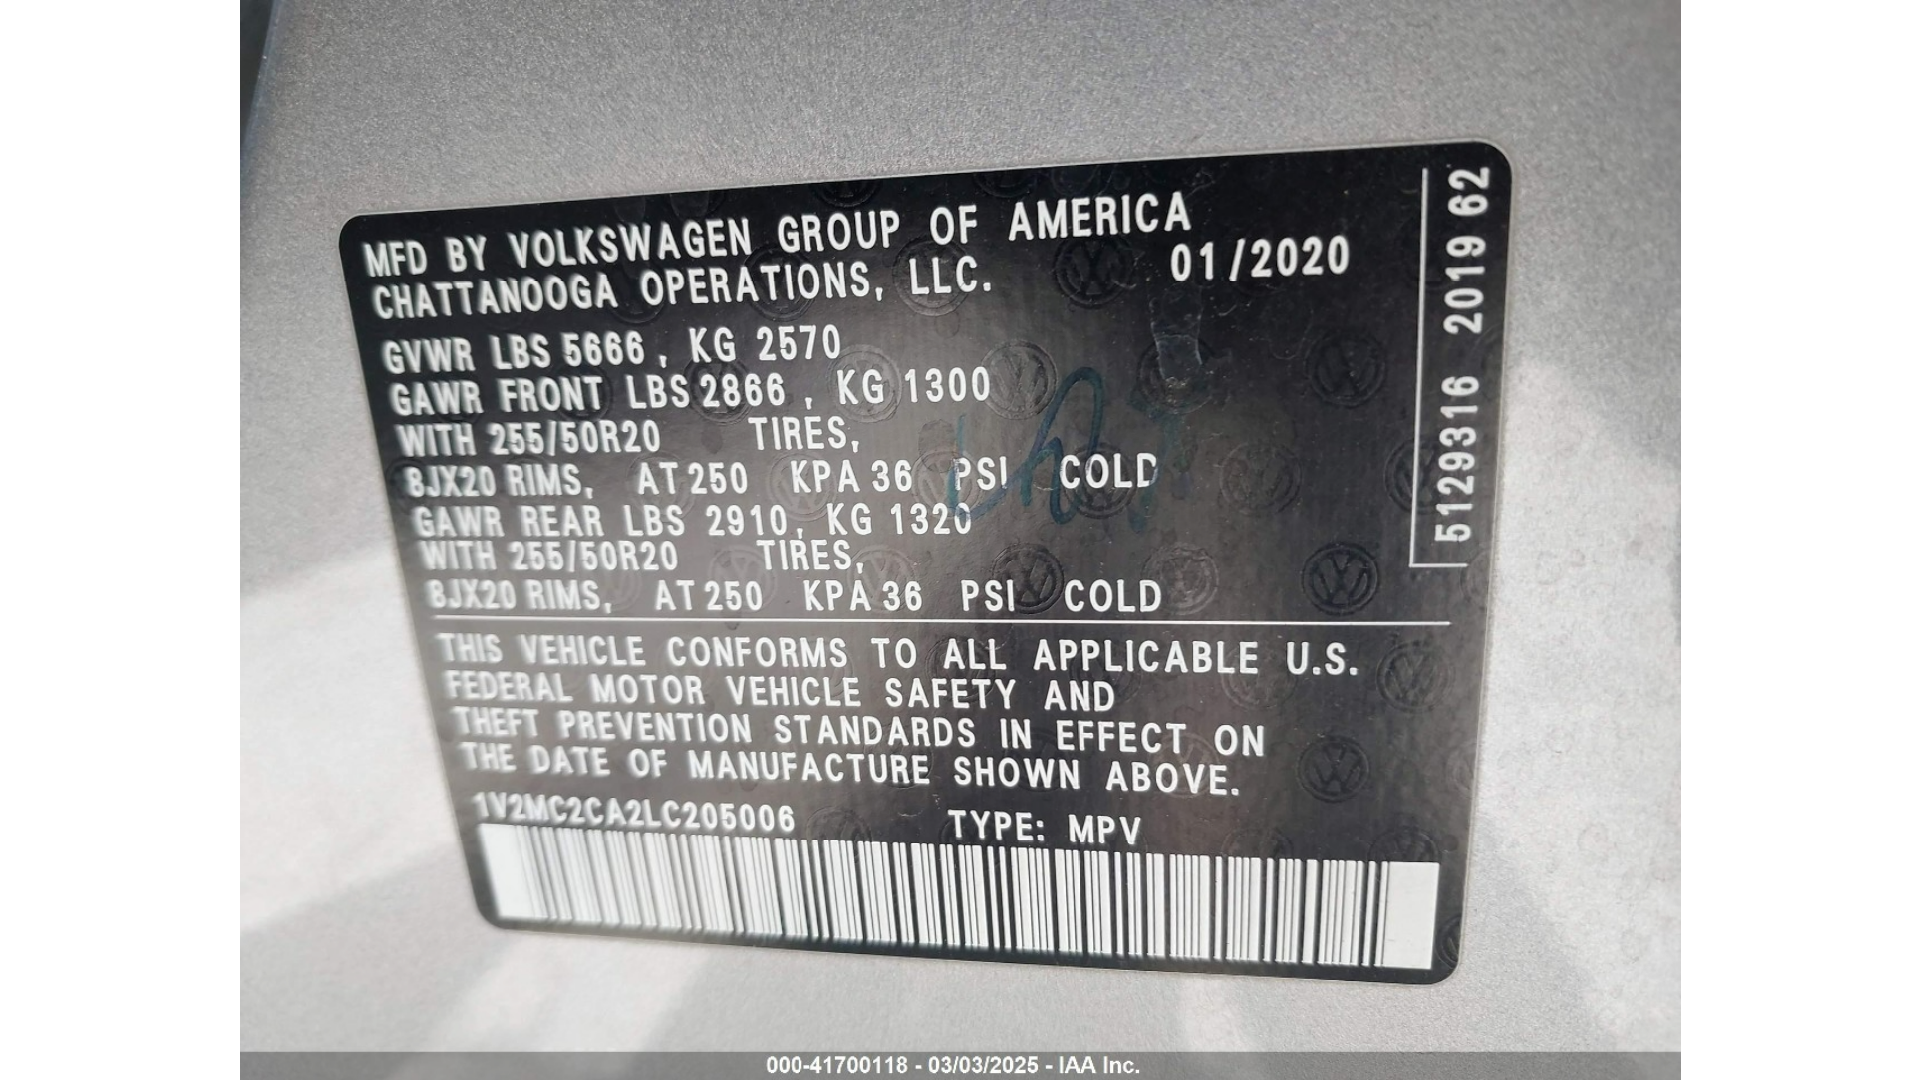 MFD BY VOLKSWAGEN GROUP OF AMERICA
CHATTANOOGA OPERATIONS, LLC.
01/2020
GVWR LBS 5666, KG 2570
GAWR FRONT LBS 2866, KG 1300
WITH 255/50R20 TIRES,
8JX20 RIMS, AT 250 KPA 36 PSI COLD
GAWR REAR LBS 2910, KG 1320
WITH 255/50R20 TIRES,
8JX20 RIMS, AT 250 KPA 36 PSI COLD
THIS VEHICLE CONFORMS TO ALL APPLICABLE U.S.
FEDERAL MOTOR VEHICLE SAFETY AND
THEFT PREVENTION STANDARDS IN EFFECT ON
THE DATE OF MANUFACTURE SHOWN ABOVE.
1V2MC2CA2LC205006 TYPE: MPV
5129316 2019 62
000-41700118 - 03/03/2025 - IAA Inc.